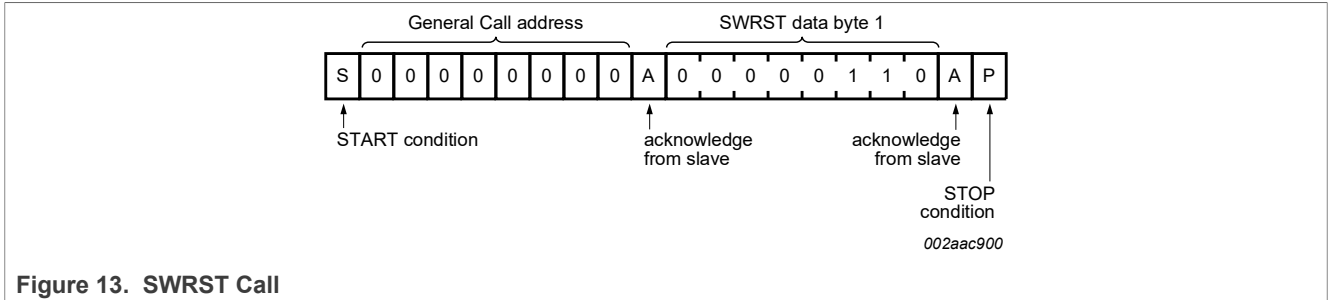 General Call address SWRST data byte 1
S 0 0 0 0 0 0 0 0 A 0 0 0 0 0 1 1 0 A P
START condition acknowledge from slave acknowledge from slave
STOP condition
002aac900
Figure 13. SWRST Call